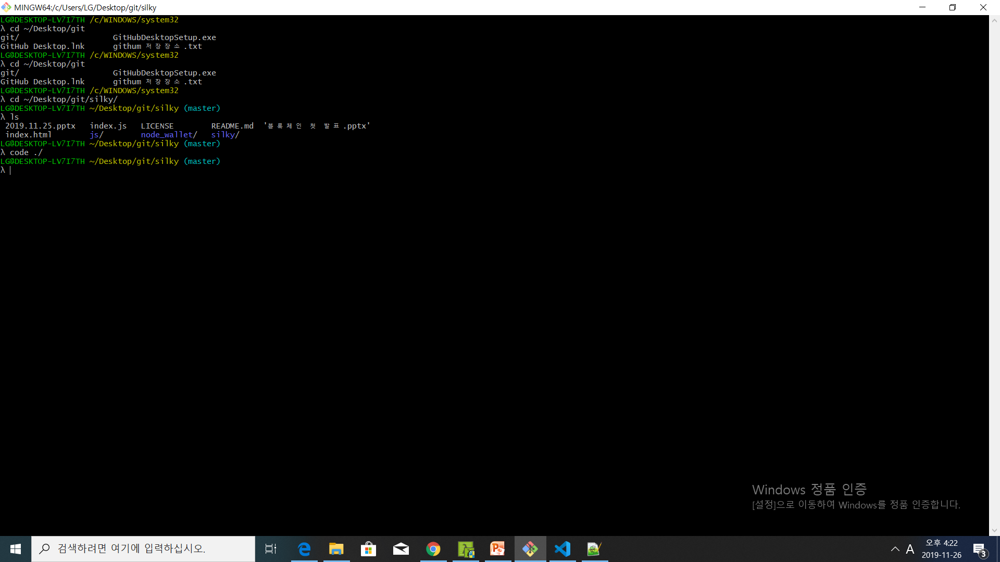 MINGW64:/c/Users/LG/Desktop/git/silky
LG@DESKTOP-LV7I7TH /c/WINDOWS/system32
λ cd ~/Desktop/git
git/ GitHubDesktopSetup.exe
GitHub Desktop.lnk githum 저장장소.txt
LG@DESKTOP-LV7I7TH /c/WINDOWS/system32
λ cd ~/Desktop/git
git/ GitHubDesktopSetup.exe
GitHub Desktop.lnk githum 저장장소.txt
LG@DESKTOP-LV7I7TH /c/WINDOWS/system32
λ cd ~/Desktop/git/silky/
LG@DESKTOP-LV7I7TH ~/Desktop/git/silky (master)
λ ls
2019.11.25.pptx index.js LICENSE README.md '블록체인 첫 발표.pptx'
index.html js/ node_wallet/ silky/
LG@DESKTOP-LV7I7TH ~/Desktop/git/silky (master)
λ code ./
LG@DESKTOP-LV7I7TH ~/Desktop/git/silky (master)
λ
Windows 정품 인증
[설정]으로 이동하여 Windows를 정품 인증합니다.
검색하려면 여기에 입력하십시오.
A
오후 4:22
2019-11-26
3